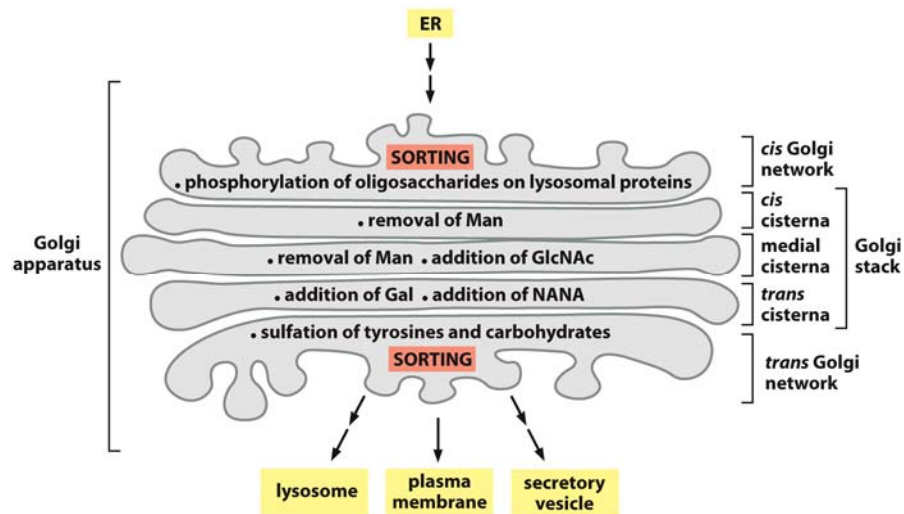 ER
SORTING
• phosphorylation of oligosaccharides on lysosomal proteins
• removal of Man
• removal of Man • addition of GlcNAc
• addition of Gal • addition of NANA
• sulfation of tyrosines and carbohydrates
SORTING
Golgi
apparatus
cis Golgi
network
cis
cisterna
medial
cisterna
trans
cisterna
trans Golgi
network
Golgi
stack
lysosome
plasma
membrane
secretory
vesicle